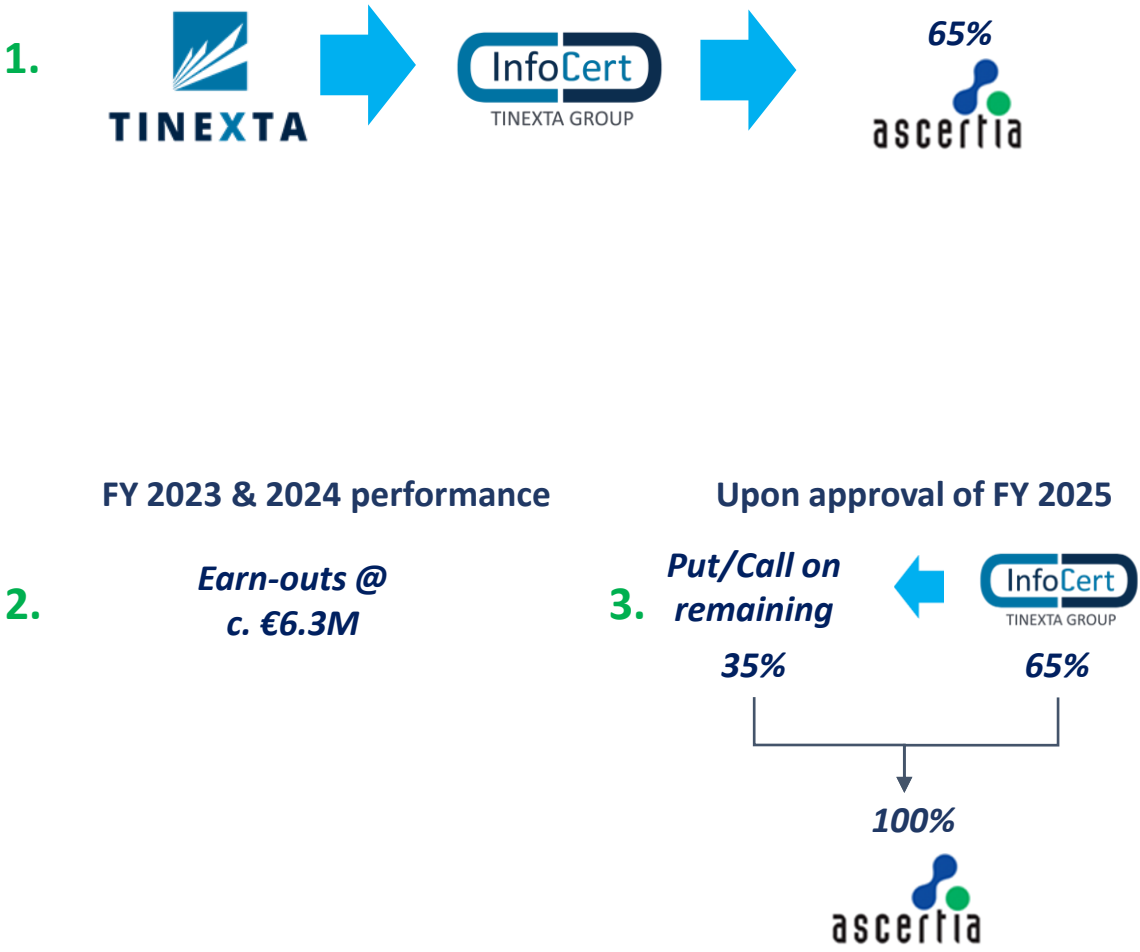 1.
TINEXTA
InfoCert
TINEXTA GROUP
65%
ascertia
FY 2023 & 2024 performance
2.
Earn-outs @
c. €6.3M
Upon approval of FY 2025
3.
Put/Call on
remaining
35%
InfoCert
TINEXTA GROUP
65%
100%
ascertia